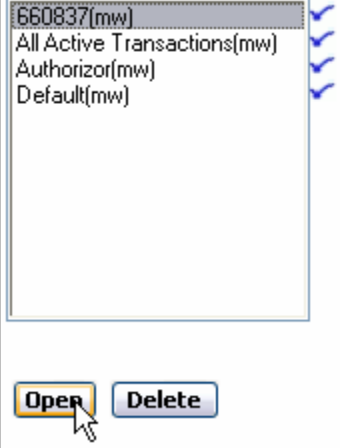 660837(mw)
All Active Transactions(mw)
Authorizor(mw)
Default(mw)
Open Delete